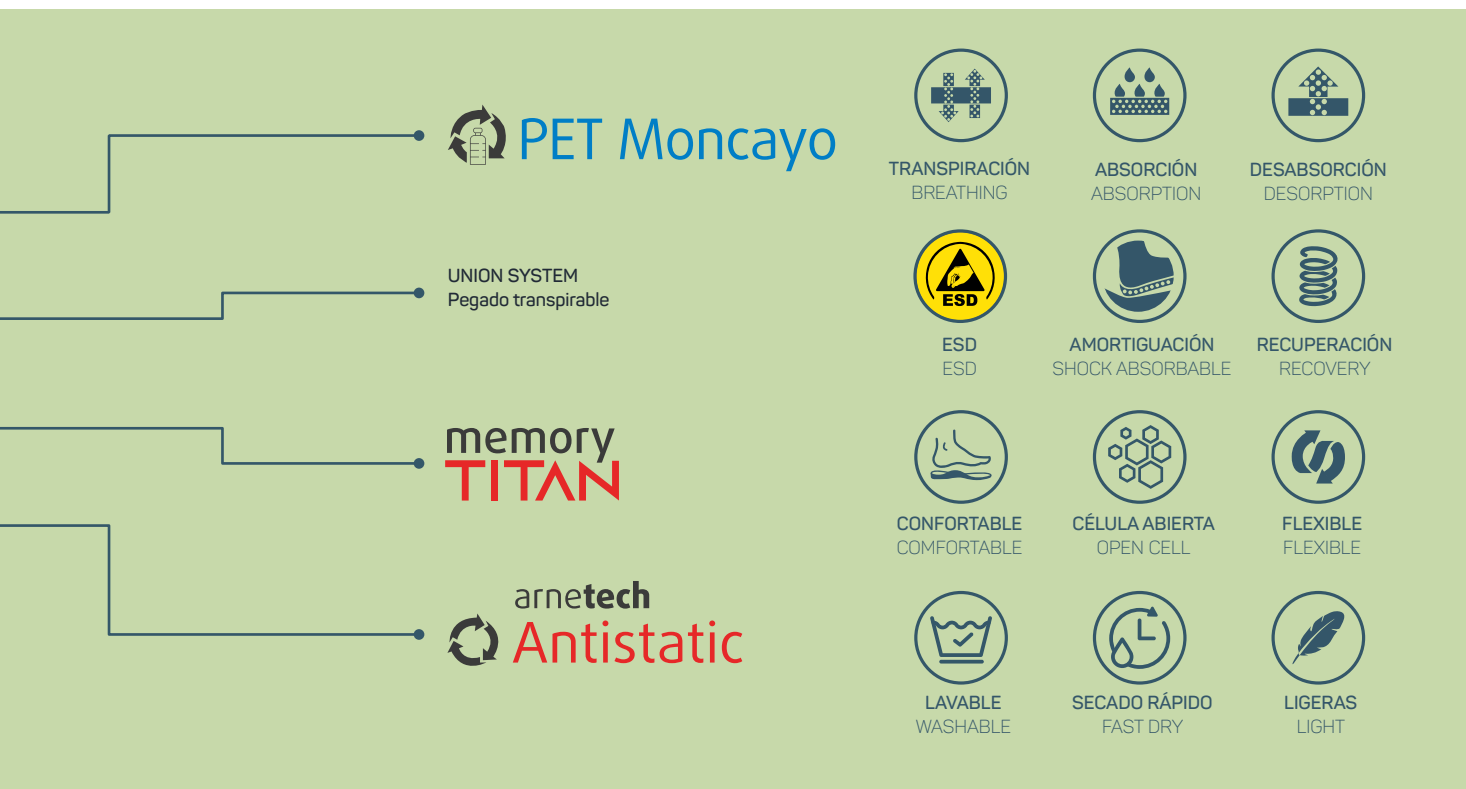 PET Moncayo
UNION SYSTEM
Pegado transpirable
memory
TITAN
arnetech
Antistatic
TRANSPIRACIÓN
BREATHING
ABSORCIÓN
ABSORPTION
DESABSORCIÓN
DESORPTION
ESD
ESD
ESD
AMORTIGUACIÓN
SHOCK ABSORBABLE
RECUPERACIÓN
RECOVERY
CONFORTABLE
COMFORTABLE
CÉLULA ABIERTA
OPEN CELL
FLEXIBLE
FLEXIBLE
LAVABLE
WASHABLE
SECADO RÁPIDO
FAST DRY
LIGERAS
LIGHT